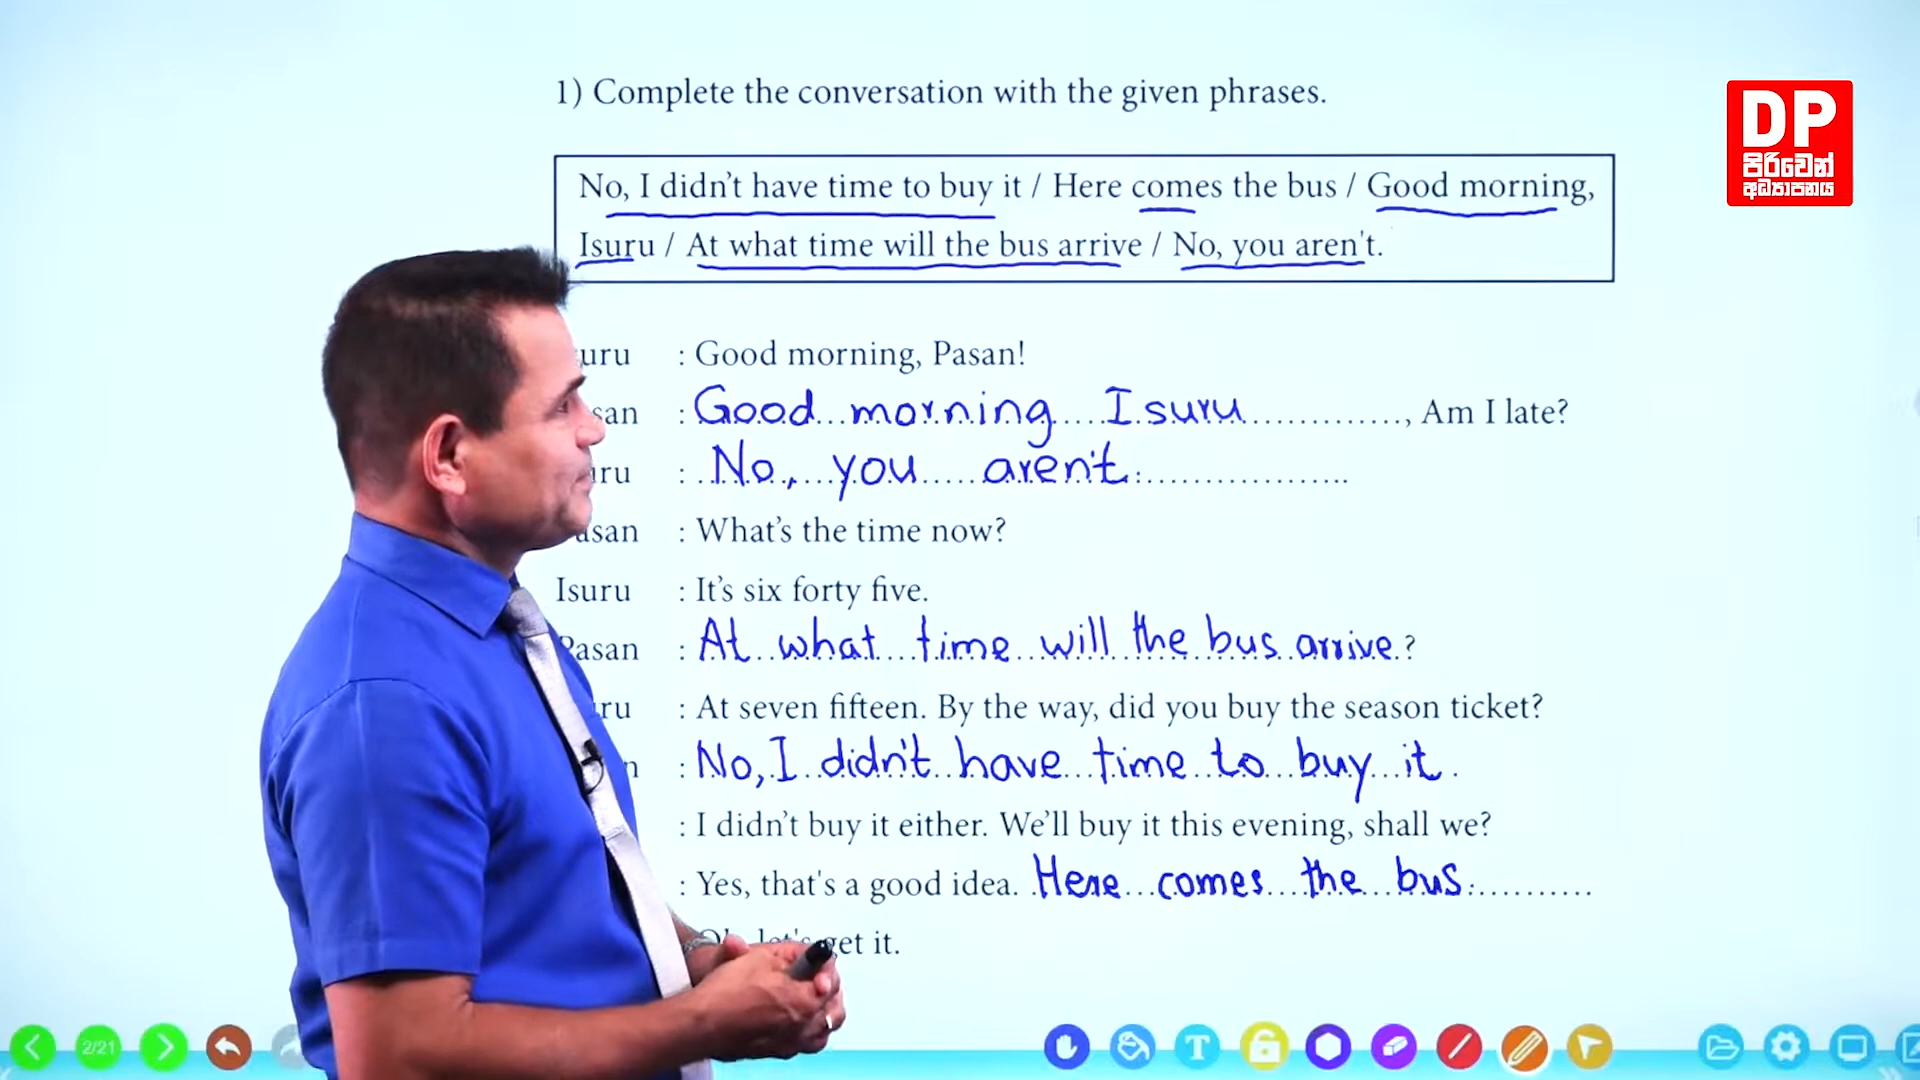 1) Complete the conversation with the given phrases.
DP
පිරිවෙන්
අධ්‍යාපනය
No, I didn't have time to buy it / Here comes the bus / Good morning,
Isuru / At what time will the bus arrive / No, you aren't.
uru : Good morning, Pasan!
san : Good morning Isuru, Am I late?
ru : No, you aren't.
asan : What's the time now?
Isuru : It's six forty five.
Pasan : At what time will the bus arrive?
ru : At seven fifteen. By the way, did you buy the season ticket?
n : No, I didn't have time to buy it.
: I didn't buy it either. We'll buy it this evening, shall we?
: Yes, that's a good idea. Here comes the bus.
let's get it.
2/21